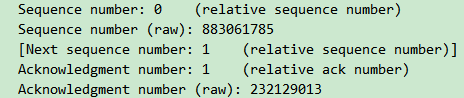 Sequence number: 0    (relative sequence number)
Sequence number (raw): 883061785
[Next sequence number: 1    (relative sequence number)]
Acknowledgment number: 1    (relative ack number)
Acknowledgment number (raw): 232129013